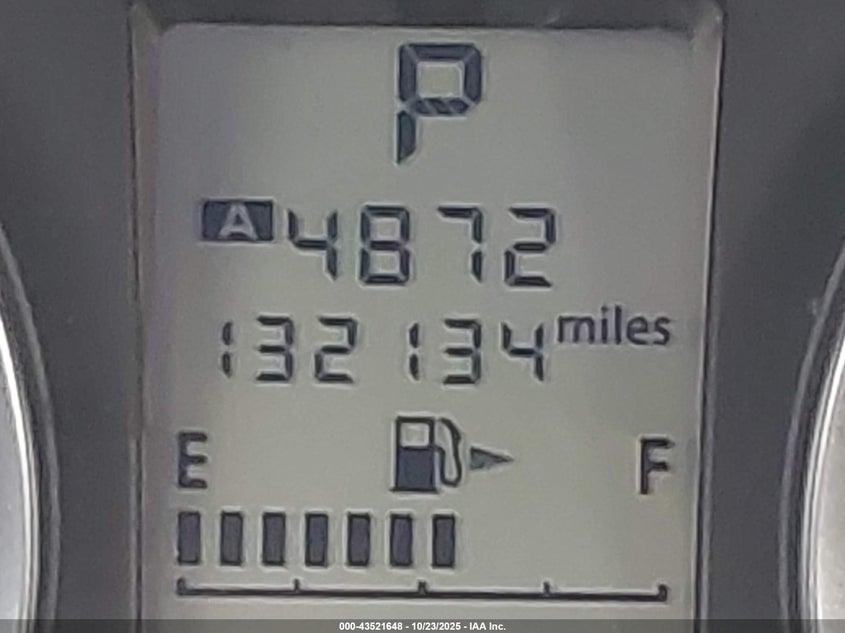 P
A 4872
132134 miles
E F
000-43521648 - 10/23/2025 - IAA Inc.